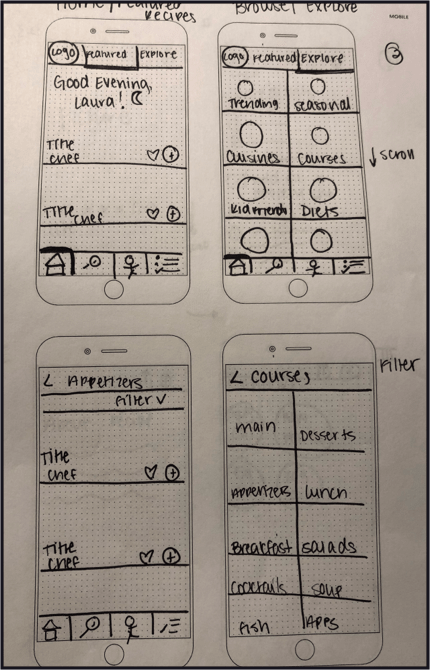 Home/Featured
Recipes
Browse/ Explore
MOBILE
3
Logo Featured Explore
Good Evening,
Laura!
Title
chef
Title
chef
Logo Featured Explore
Trending Seasonal
Cuisines Courses
Kid friendly Diets
scroll
< Appetizers
Filter
Title
chef
Title
chef
Filter
< Courses
main Desserts
Appetizers lunch
Breakfast salads
cocktails soup
Fish Apps